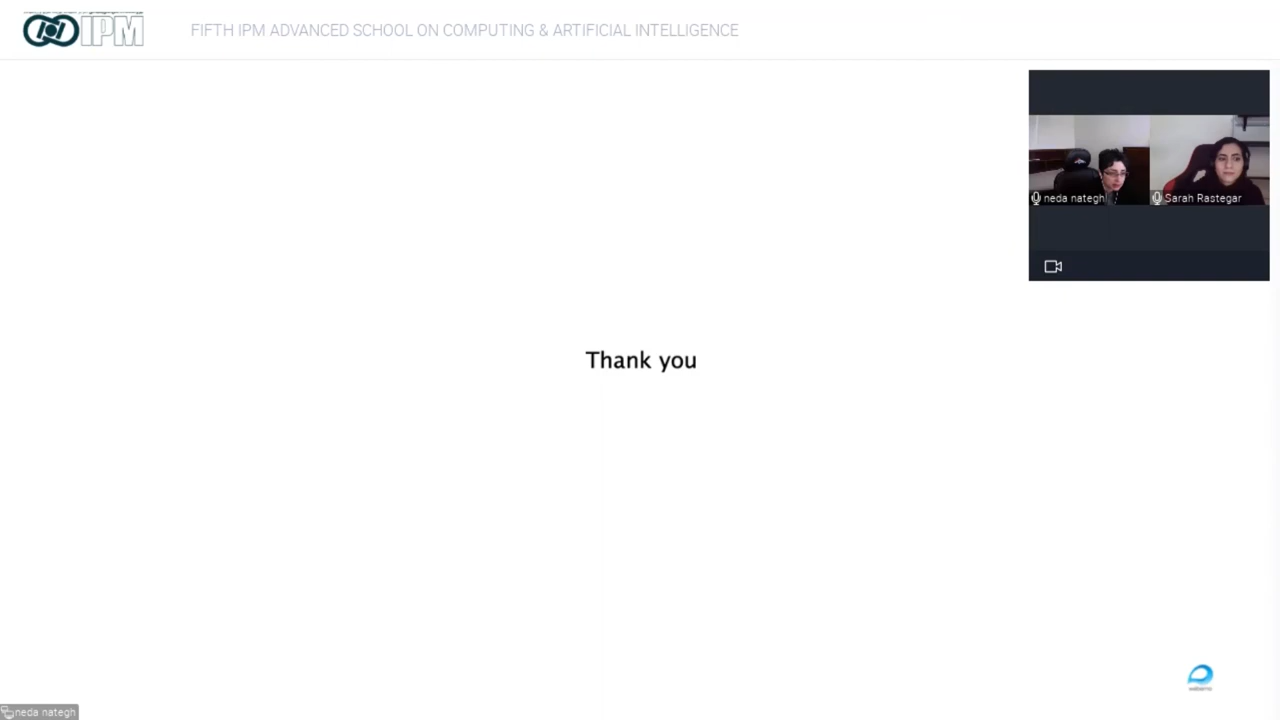 IPM
FIFTH IPM ADVANCED SCHOOL ON COMPUTING & ARTIFICIAL INTELLIGENCE
neda nategh
Sarah Rastegar
Thank you
neda nategh